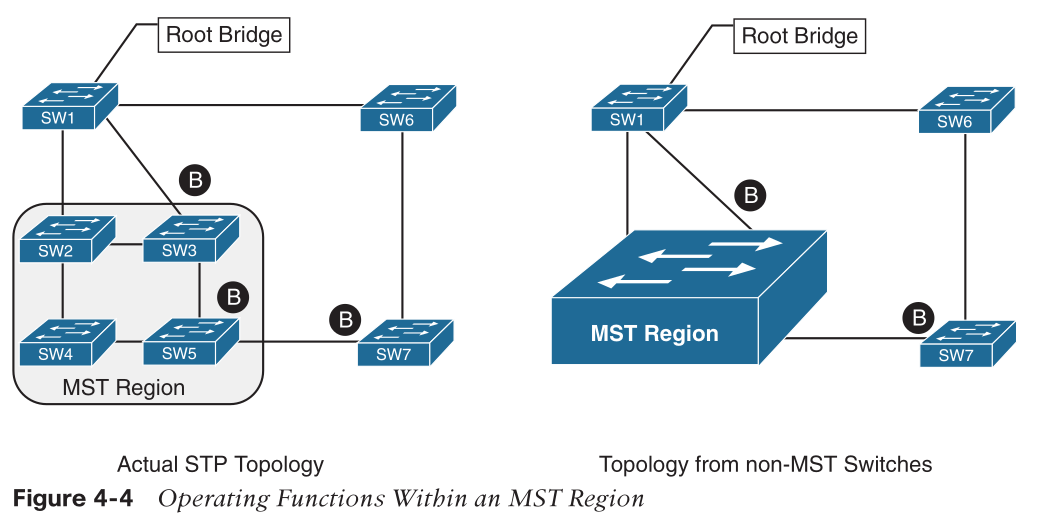 Root Bridge
Root Bridge
SW1
SW6
SW1
SW6
B
B
SW2
SW3
B
MST Region
B
B
SW4
SW5
SW7
SW7
MST Region
Actual STP Topology
Topology from non-MST Switches
Figure 4-4 Operating Functions Within an MST Region